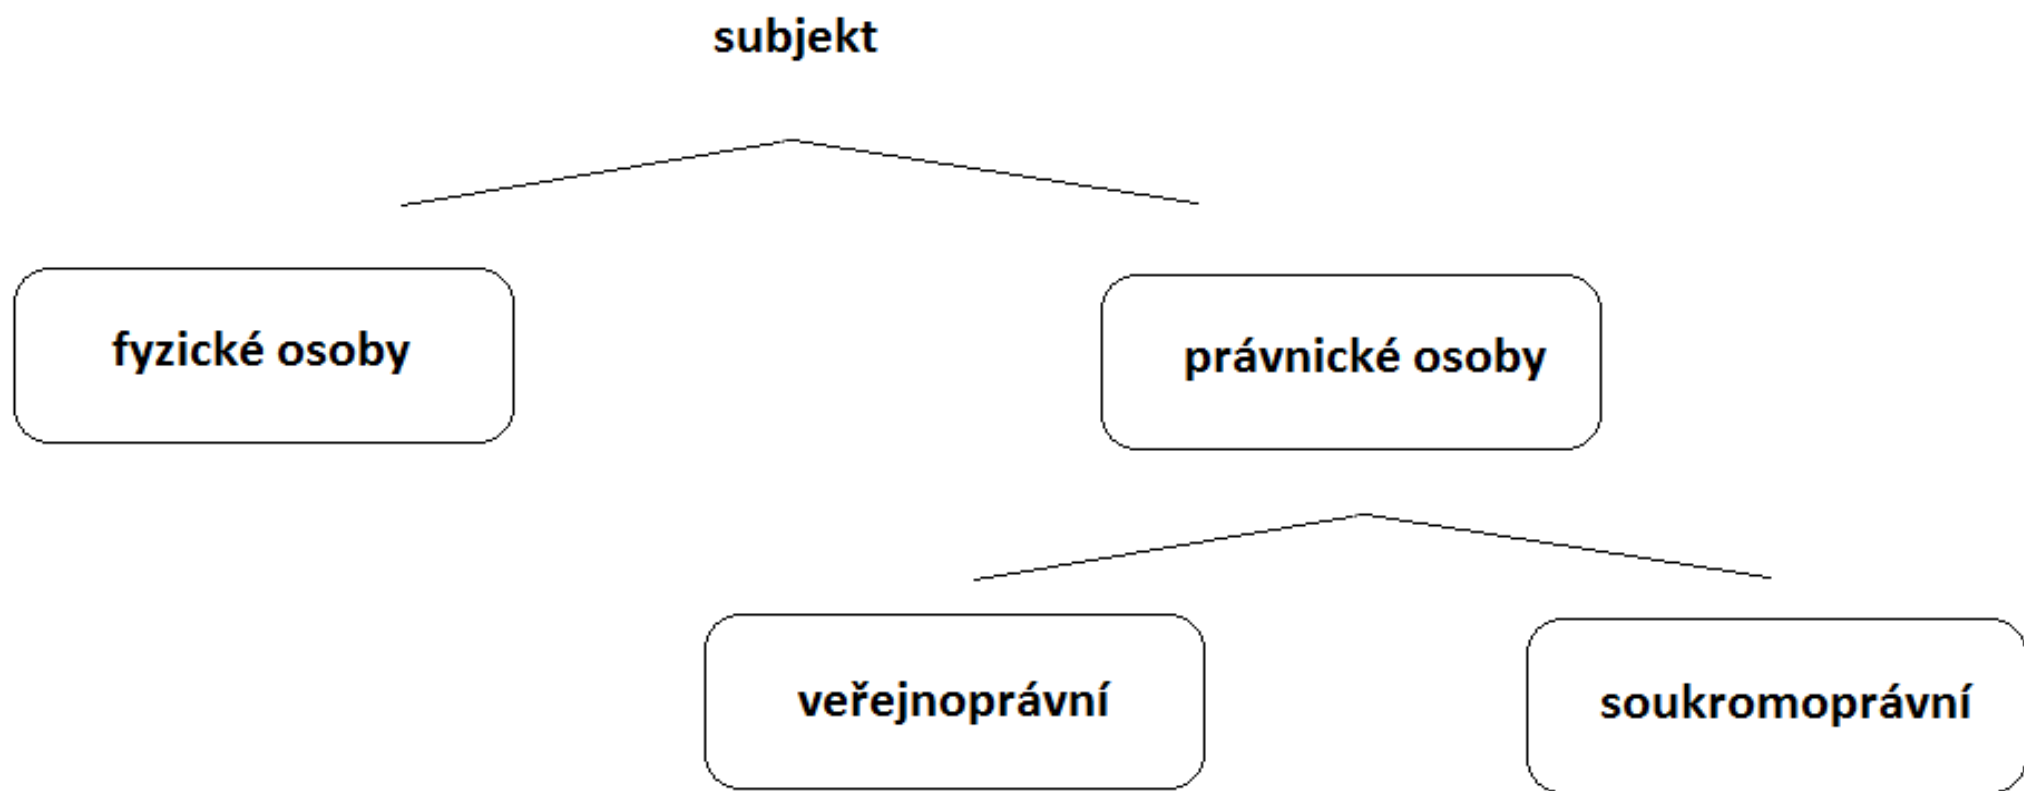 subjekt
fyzické osoby
právnické osoby
veřejnoprávní
soukromoprávní